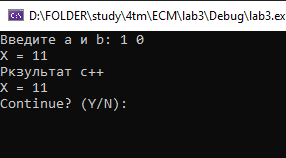 D:\FOLDER\study\4tm\ECM\lab3\Debug\lab3.ex
Введите a и b: 1 0
X = 11
Ркзультат c++
X = 11
Continue? (Y/N):